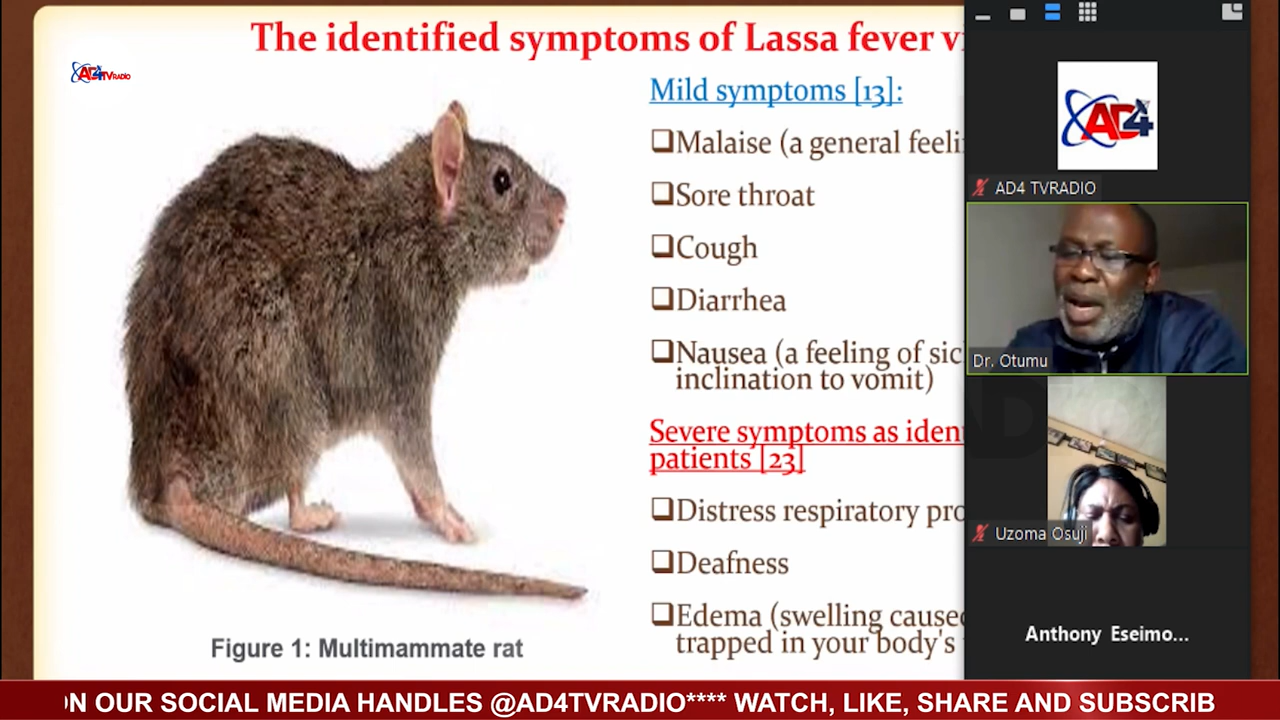 The identified symptoms of Lassa fever
AD4TVRADIO
Mild symptoms [13]:
Malaise (a general feeli
Sore throat
Cough
Diarrhea
Nausea (a feeling of sic
inclination to vomit)
Severe symptoms as iden
patients [23]
Distress respiratory pro
Deafness
Edema (swelling caused
trapped in your body's
Figure 1: Multimammate rat
AD4
AD4 TVRADIO
Dr. Otumu
Uzoma Osuji
Anthony Eseimo...
N OUR SOCIAL MEDIA HANDLES @AD4TVRADIO**** WATCH, LIKE, SHARE AND SUBSCRIB